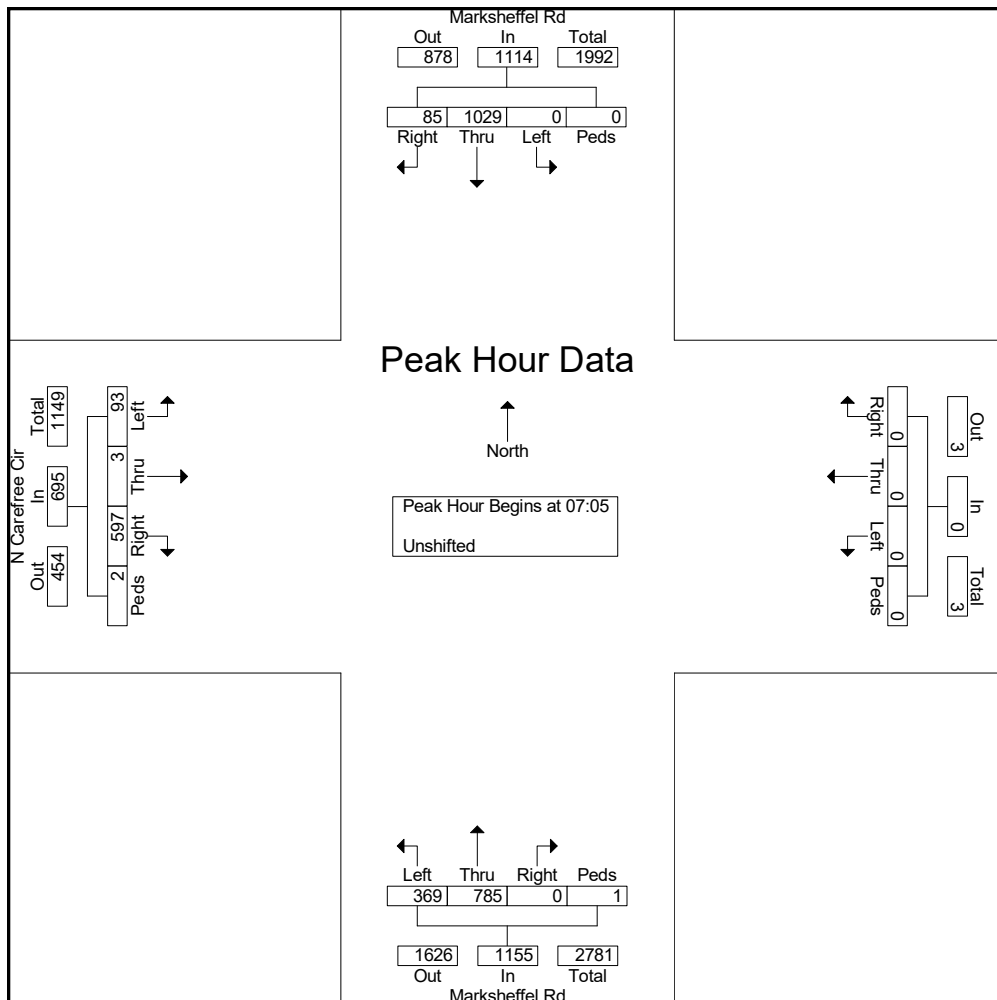 Marksheffel Rd
Out In Total
878 1114 1992
85 1029 0 0
Right Thru Left Peds
Peak Hour Data
North
Peak Hour Begins at 07:05
Unshifted
N Carefree Cir
Out In Total
454 695 1149
2 597 3 93
Peds Right Thru Left
Out In Total
3 0 3
0 0 0 0
Right Thru Left Peds
Left Thru Right Peds
369 785 0 1
1626 1155 2781
Out In Total
Marksheffel Rd